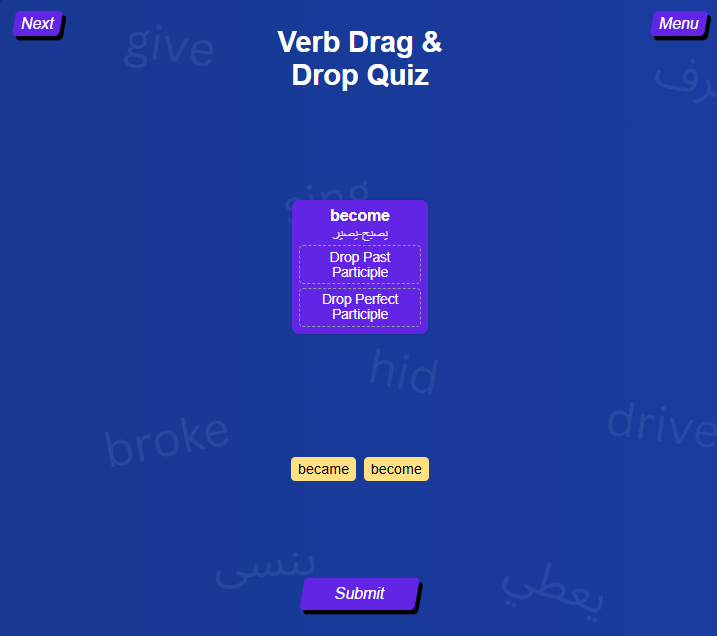 Next
Menu
give
Verb Drag &
Drop Quiz
رف
sing
become
يصبح-يصير
Drop Past
Participle
Drop Perfect
Participle
hid
drive
broke
became become
ننسى
يعطي
Submit